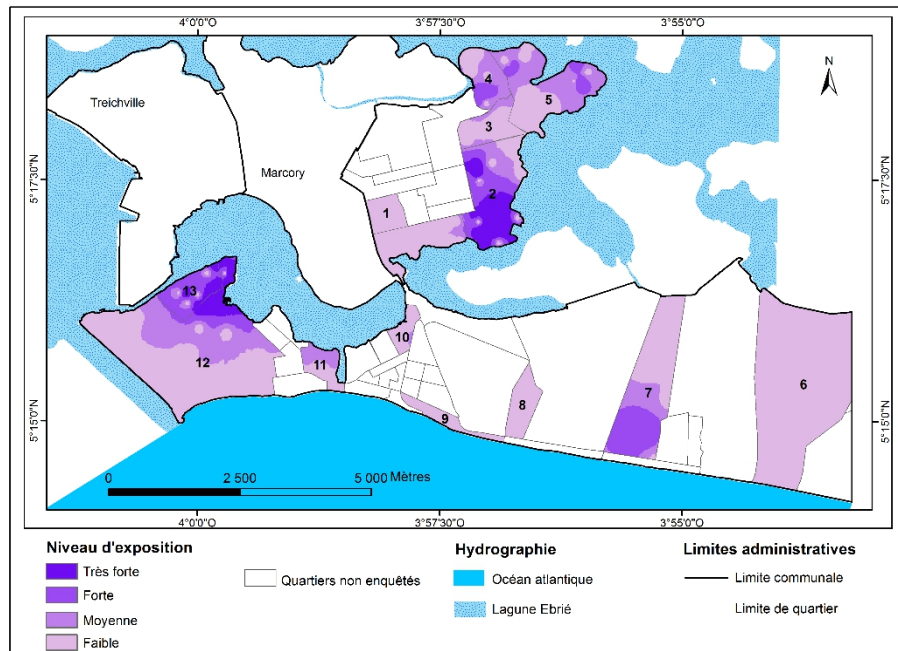 4°0'0"O
3°57'30"O
3°55'0"O
N
Treichville
Marcory
5°17'30"N
5°17'30"N
4
5
3
2
1
13
12
11
10
9
8
7
6
5°15'0"N
5°15'0"N
0 2 500 5 000 Mètres
4°0'0"O
3°57'30"O
3°55'0"O
Niveau d'exposition
Très forte
Forte
Moyenne
Faible
Quartiers non enquêtés
Hydrographie
Océan atlantique
Lagune Ebrié
Limites administratives
Limite communale
Limite de quartier